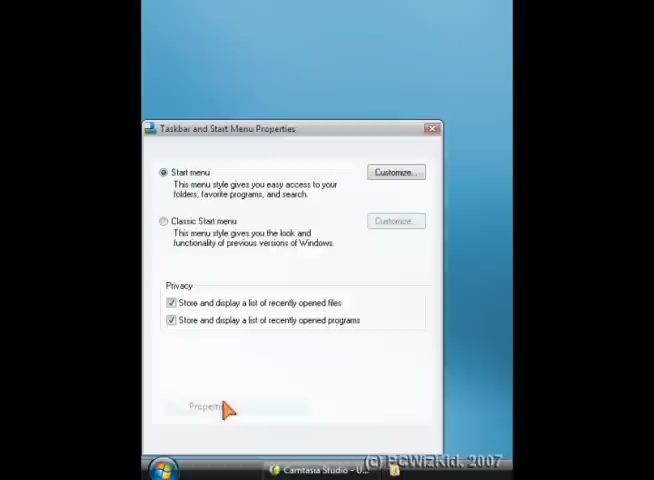 Taskbar and Start Menu Properties
Start menu
Customize...
This menu style gives you easy access to your
folders, favorite programs, and search.
Classic Start menu
Customize...
This menu style gives you the look and
functionality of previous versions of Windows.
Privacy
Store and display a list of recently opened files
Store and display a list of recently opened programs
Properti
(c) PCWizKid, 2007
Camtasia Studio - U...